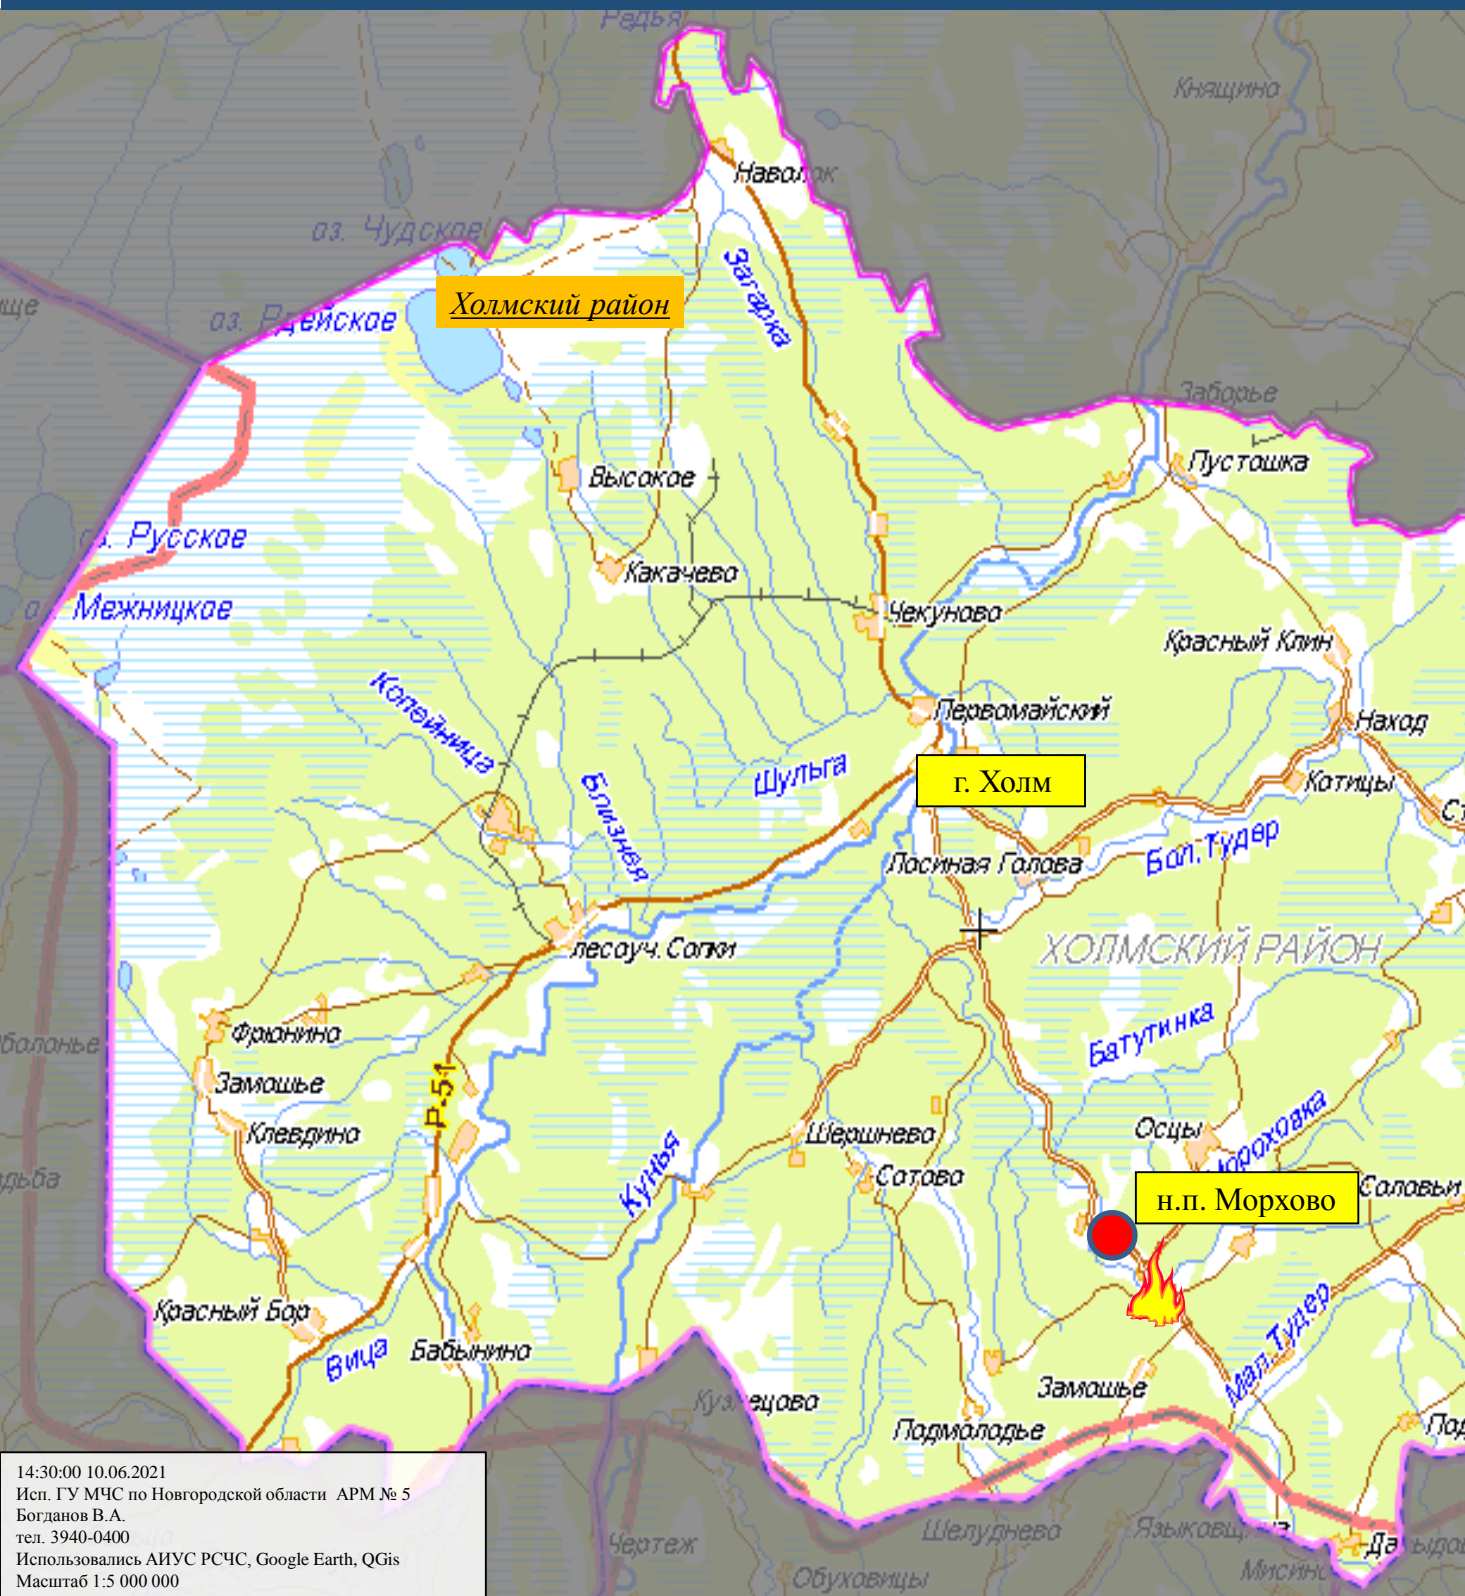 Редья
Княщино
Наволок
оз. Чудское
Загарка
Холмский район
оз. Рдейское
Заборье
Пустошка
Высокое
оз. Русское
Какачево
Межницкое
Чекуново
Красный Клин
Копейница
Первомайский
Наход
Шульга
г. Холм
Котицы
Близняя
Лосиная Голова
Бол. Тудер
лесоуч. Сопки
ХОЛМСКИЙ РАЙОН
Фрюнино
Батутинка
Замошье
Р-51
Клевдино
Шершнево
Осцы
Мороховка
Кунья
Сотово
н.п. Морхово
Соловьи
Красный Бор
Вица
Бабынино
Мал. Тудер
Замошье
Кузнецово
Подмолодье
14:30:00 10.06.2021
Исп. ГУ МЧС по Новгородской области АРМ № 5
Богданов В.А.
тел. 3940-0400
Использовались АИУС РСЧС, Google Earth, QGis
Масштаб 1:5 000 000
Чертеж
Шелуднево
Обуховицы